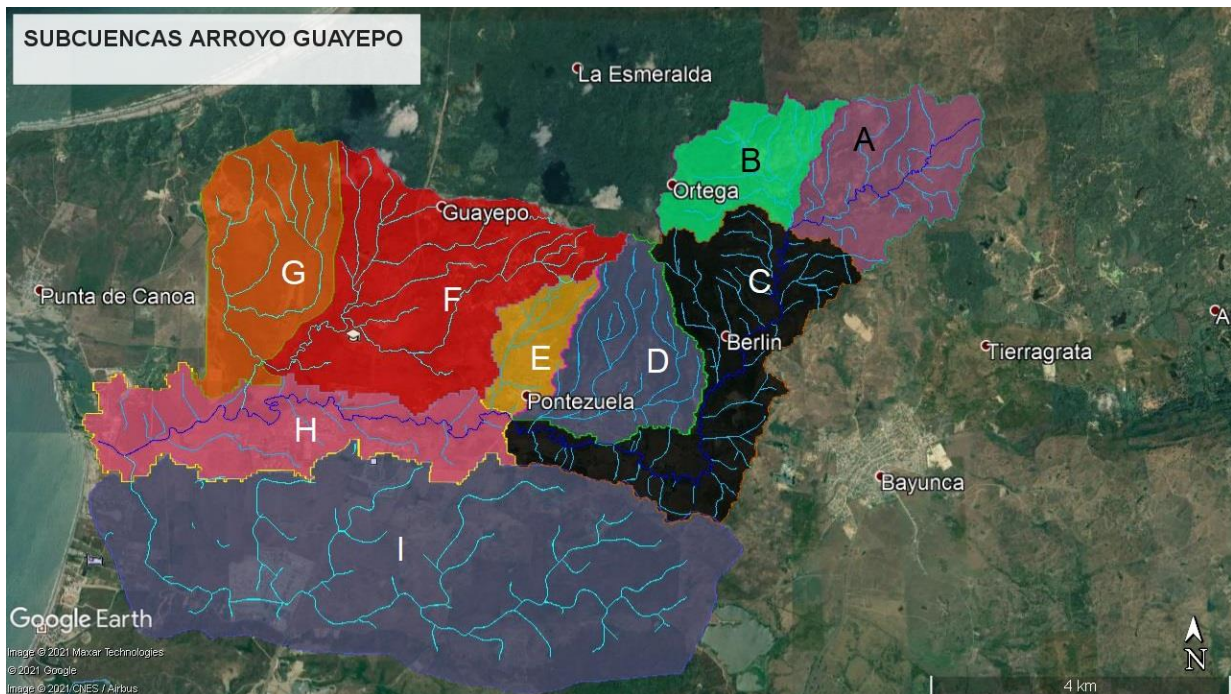 SUBCUENCAS ARROYO GUAYEPO
La Esmeralda
A
B
Ortega
Guayepo
G
C
Punta de Canoa
F
A
Berlin
Tierragrata
E
D
Pontezuela
H
Bayunca
I
Google Earth
Image © 2021 Maxar Technologies
© 2021 Google
Image © 2021 CNES / Airbus
N
4 km